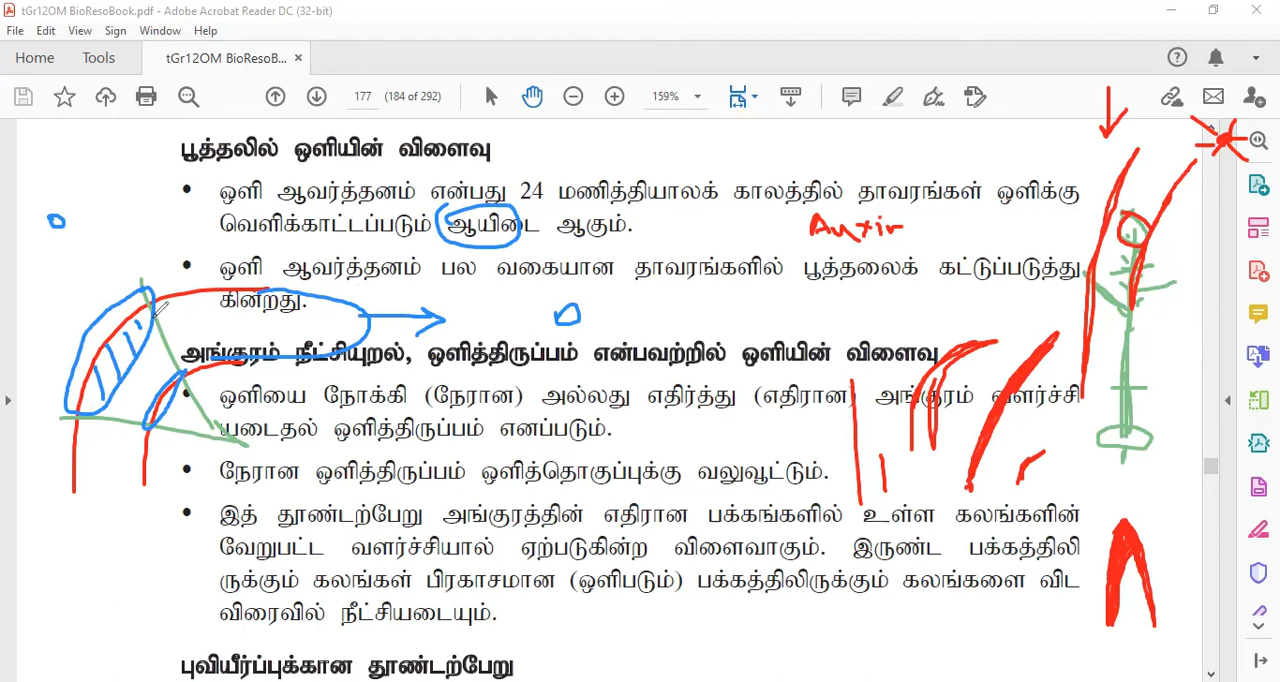 tGr12OM BioResoBook.pdf - Adobe Acrobat Reader DC (32-bit)
File Edit View Sign Window Help
Home Tools tGr12OM BioResoB... ×
177 (184 of 292) 159%
பூத்தலில் ஒளியின் விளைவு
• ஒளி ஆவர்த்தனம் என்பது 24 மணித்தியாலக் காலத்தில் தாவரங்கள் ஒளிக்கு
வெளிக்காட்டப்படும் ஆயிடை ஆகும்.
Auxin
• ஒளி ஆவர்த்தனம் பல வகையான தாவரங்களில் பூத்தலைக் கட்டுப்படுத்து
கின்றது.
அங்குரம் நீட்சியுறல், ஒளித்திருப்பம் என்பவற்றில் ஒளியின் விளைவு
• ஒளியை நோக்கி (நேரான) அல்லது எதிர்த்து (எதிரான) அங்குரம் வளர்ச்சி
யடைதல் ஒளித்திருப்பம் எனப்படும்.
• நேரான ஒளித்திருப்பம் ஒளித்தொகுப்புக்கு வலுவூட்டும்.
• இத் தூண்டற்பேறு அங்குரத்தின் எதிரான பக்கங்களில் உள்ள கலங்களின்
வேறுபட்ட வளர்ச்சியால் ஏற்படுகின்ற விளைவாகும். இருண்ட பக்கத்திலி
ருக்கும் கலங்கள் பிரகாசமான (ஒளிபடும்) பக்கத்திலிருக்கும் கலங்களை விட
விரைவில் நீட்சியடையும்.
புவியீர்ப்புக்கான தூண்டற்பேறு